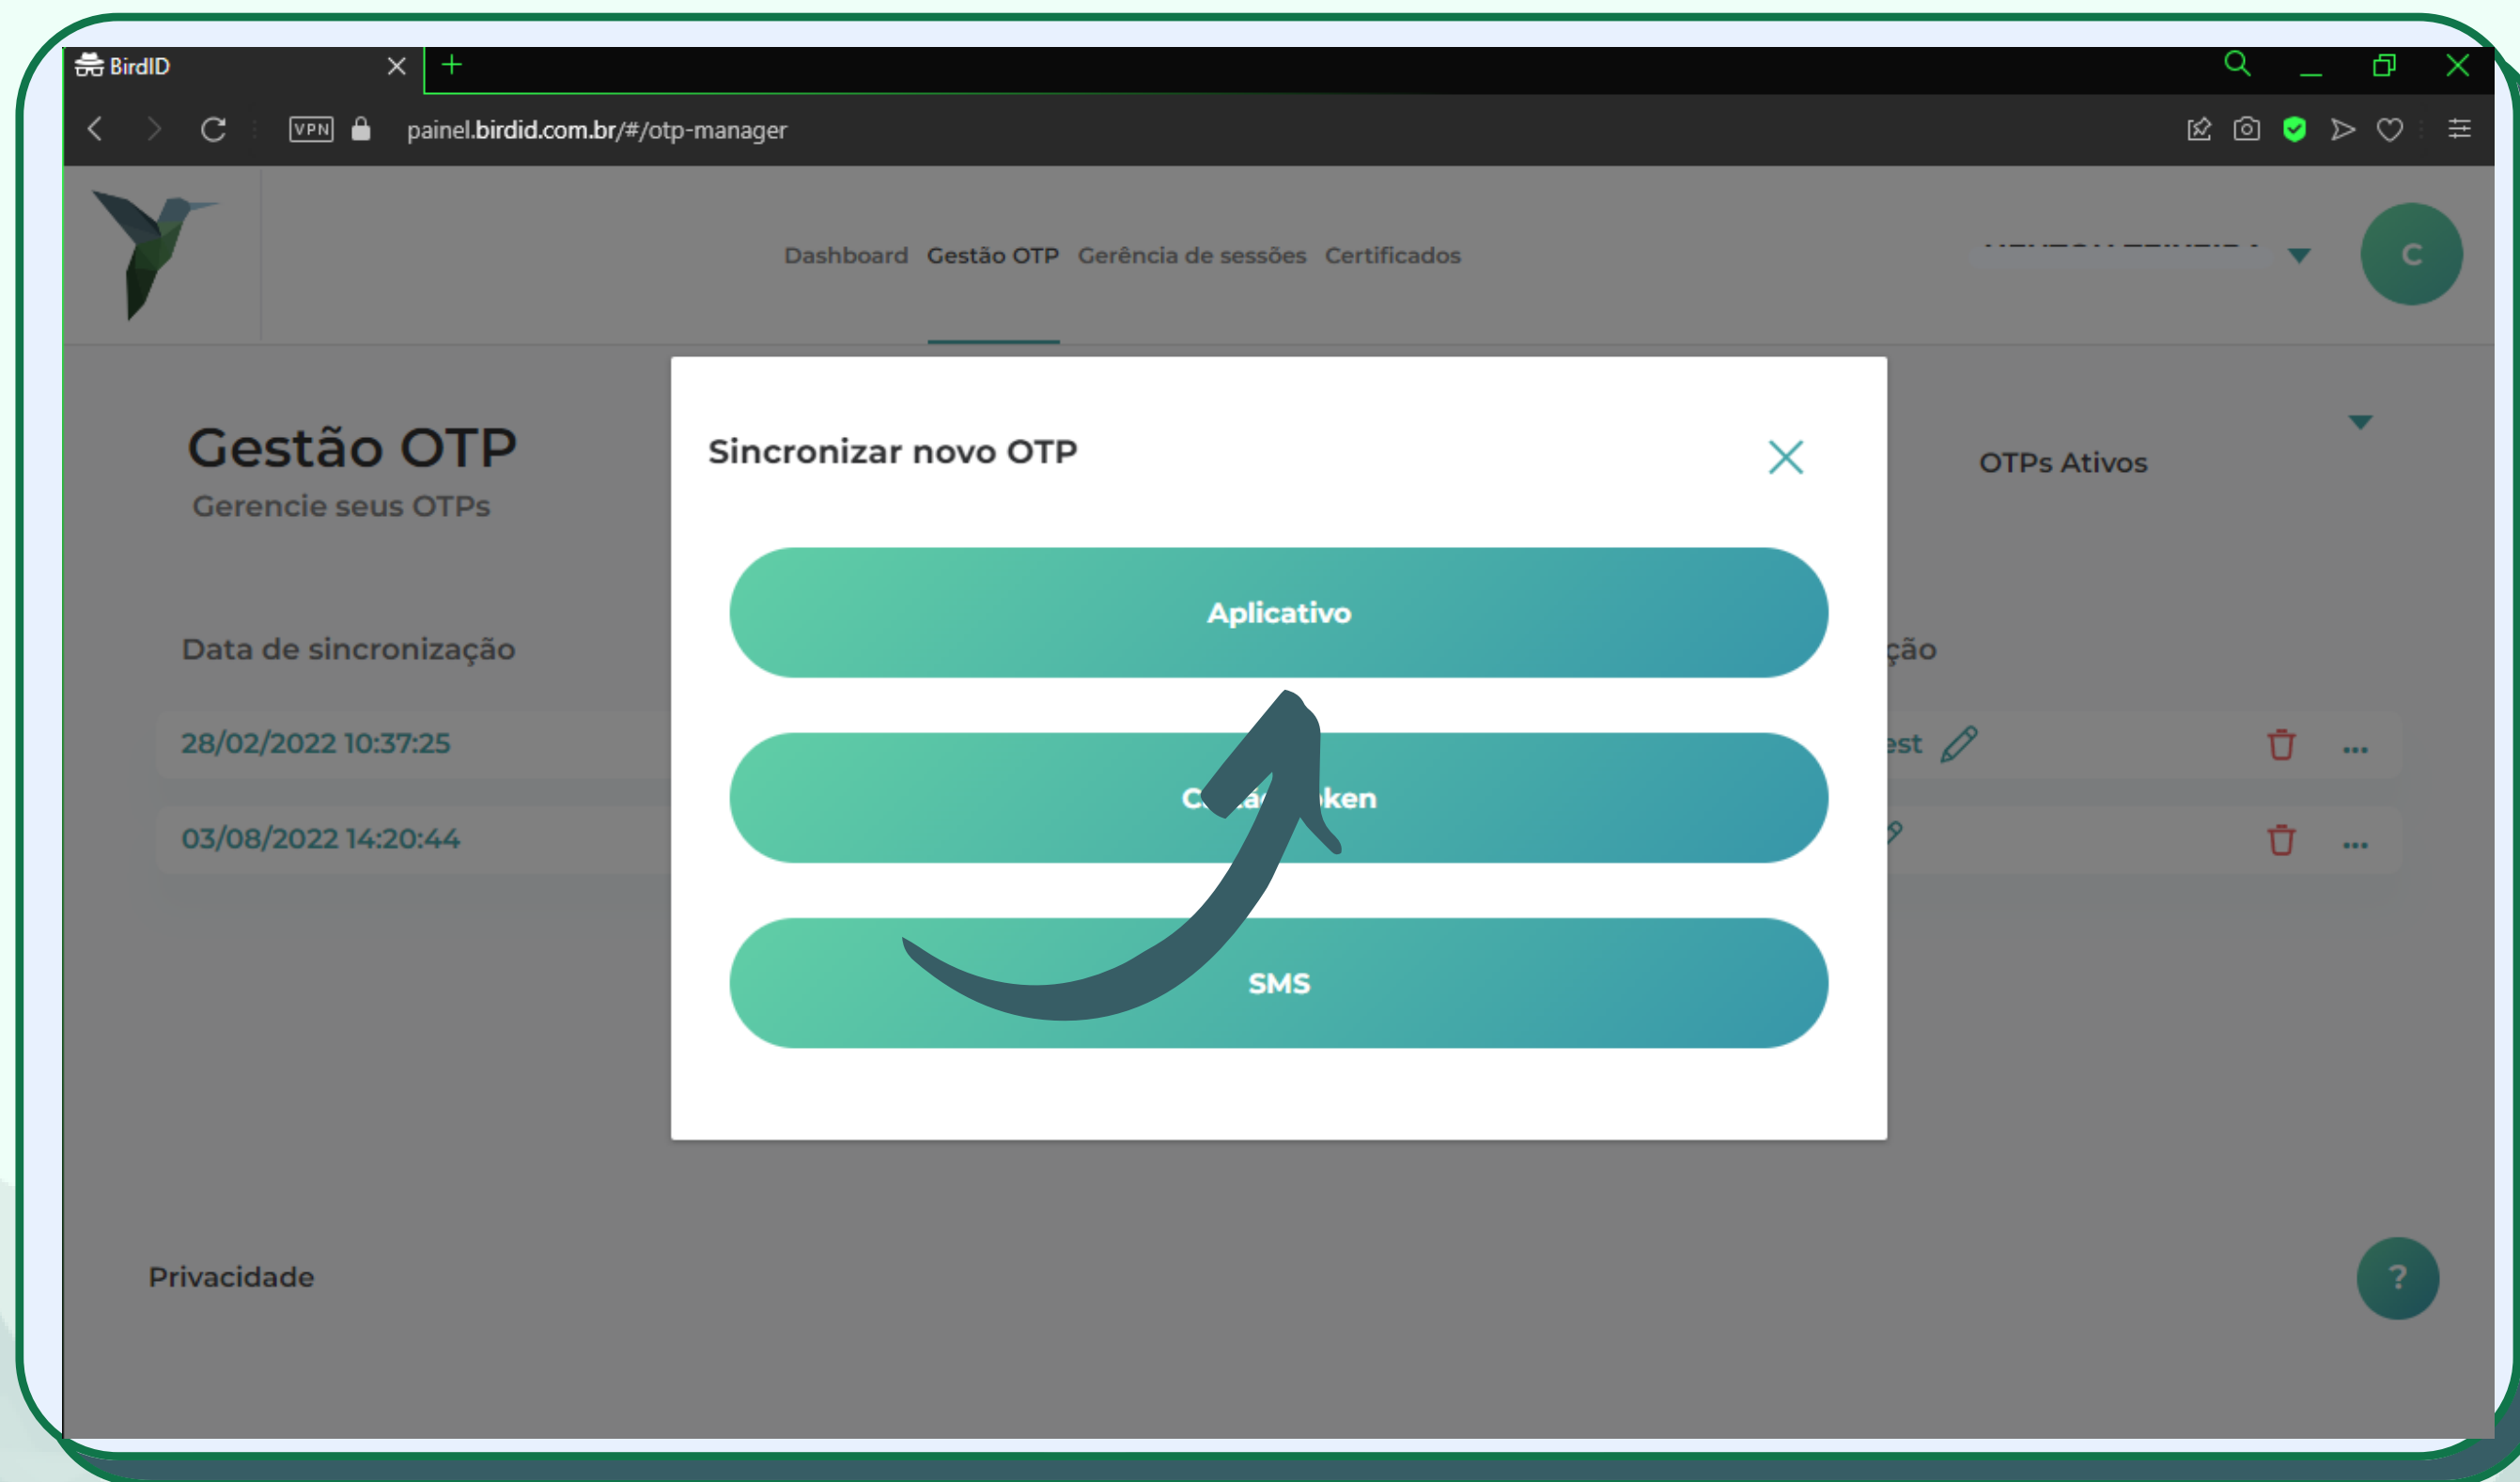 BirdID
VPN painel.birdid.com.br/#/otp-manager
Dashboard Gestão OTP Gerência de sessões Certificados
C
Gestão OTP
Gerencie seus OTPs
Sincronizar novo OTP
OTPs Ativos
Aplicativo
Data de sincronização
ção
28/02/2022 10:37:25
est
...
ken
03/08/2022 14:20:44
...
SMS
Privacidade
?